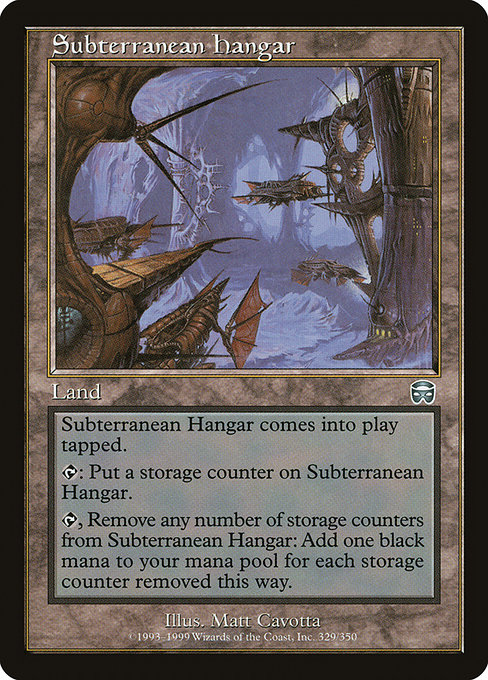 Subterranean Hangar
Land
Subterranean Hangar comes into play
tapped.
: Put a storage counter on Subterranean
Hangar.
, Remove any number of storage counters
from Subterranean Hangar: Add one black
mana to your mana pool for each storage
counter removed this way.
Illus. Matt Cavotta
©1993–1999 Wizards of the Coast, Inc. 329/350